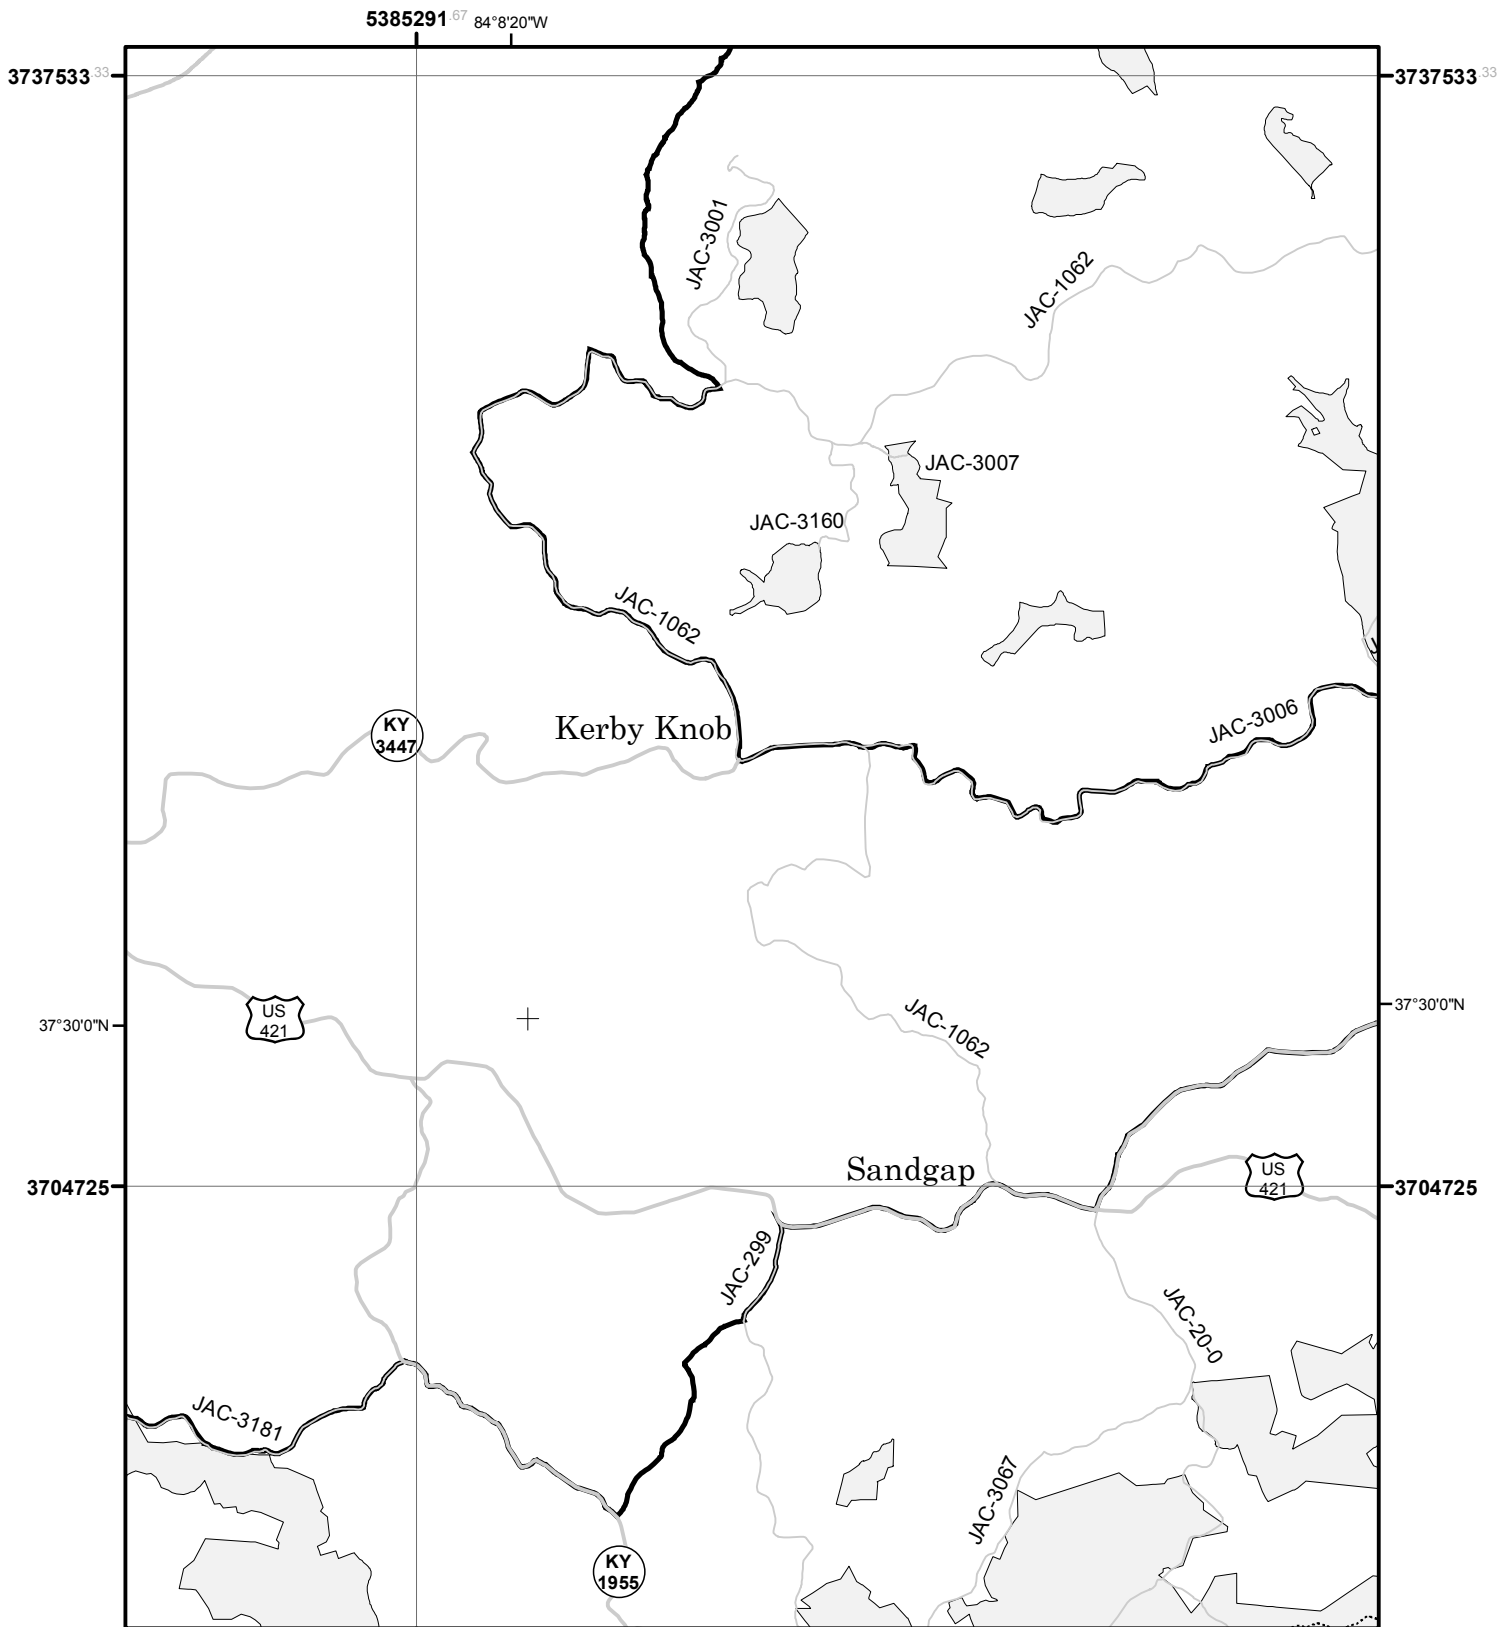 5385291.67 84°8'20"W
3737533.33 3737533.33
JAC-3001
JAC-1062
JAC-3007
JAC-3160
JAC-1062
JAC-3006
KY
3447
Kerby Knob
US
421
37°30'0"N 37°30'0"N
JAC-1062
Sandgap
US
421
3704725 3704725
JAC-299
JAC-20-0
JAC-3181
JAC-3067
KY
1955